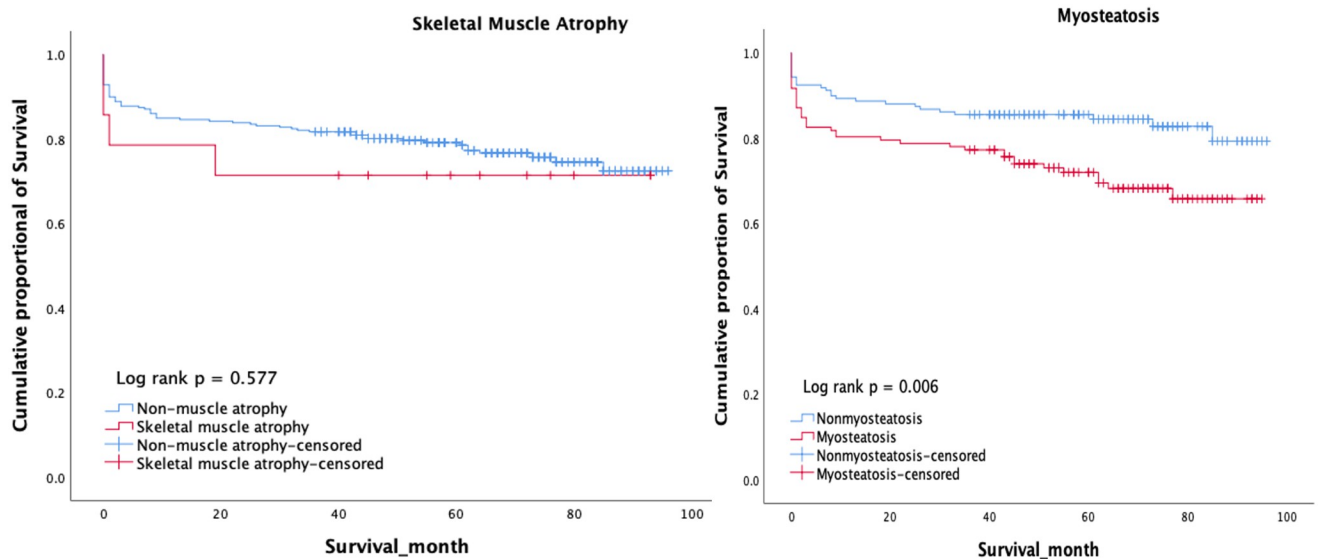 Skeletal Muscle Atrophy
Cumulative proportional of Survival
1.0
0.8
0.6
0.4
0.2
0.0
Log rank p = 0.577
Non-muscle atrophy
Skeletal muscle atrophy
Non-muscle atrophy-censored
Skeletal muscle atrophy-censored
0 20 40 60 80 100
Survival_month
Myosteatosis
Cumulative proportion of Survival
1.0
0.8
0.6
0.4
0.2
0.0
Log rank p = 0.006
Nonmyosteatosis
Myosteatosis
Nonmyosteatosis-censored
Myosteatosis-censored
0 20 40 60 80 100
Survival_month